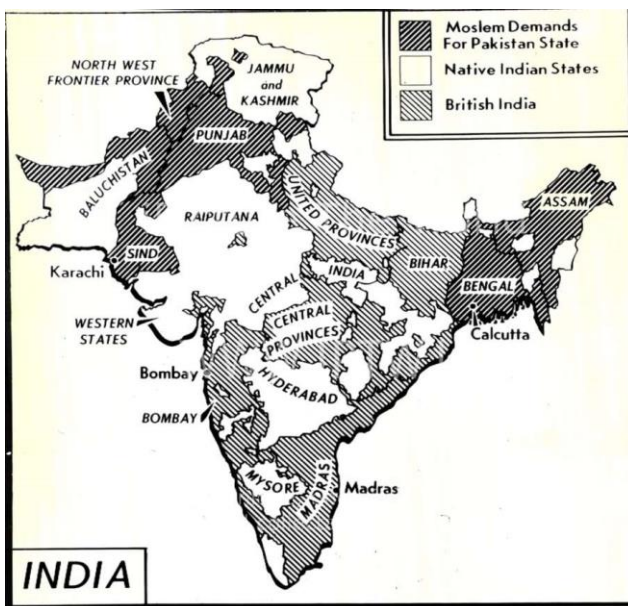 Moslem Demands
For Pakistan State
Native Indian States
British India
NORTH WEST
FRONTIER PROVINCE
JAMMU
and
KASHMIR
PUNJAB
BALUCHISTAN
SIND
Karachi
RAIPUTANA
UNITED PROVINCES
BIHAR
ASSAM
BENGAL
Calcutta
WESTERN
STATES
CENTRAL
INDIA
CENTRAL
PROVINCES
Bombay
BOMBAY
HYDERABAD
MYSORE
MADRAS
Madras
INDIA